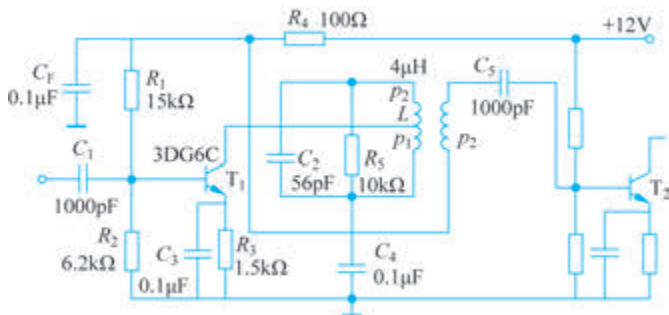 R₄ 100Ω
+12V
C_F
0.1μF
R₁
15kΩ
4μH
p₂
L
p₁
p₂
C₅
1000pF
C₁
1000pF
3DG6C
T₁
C₂
56pF
R₅
10kΩ
T₂
R₂
6.2kΩ
C₃
0.1μF
R₃
1.5kΩ
C₄
0.1μF